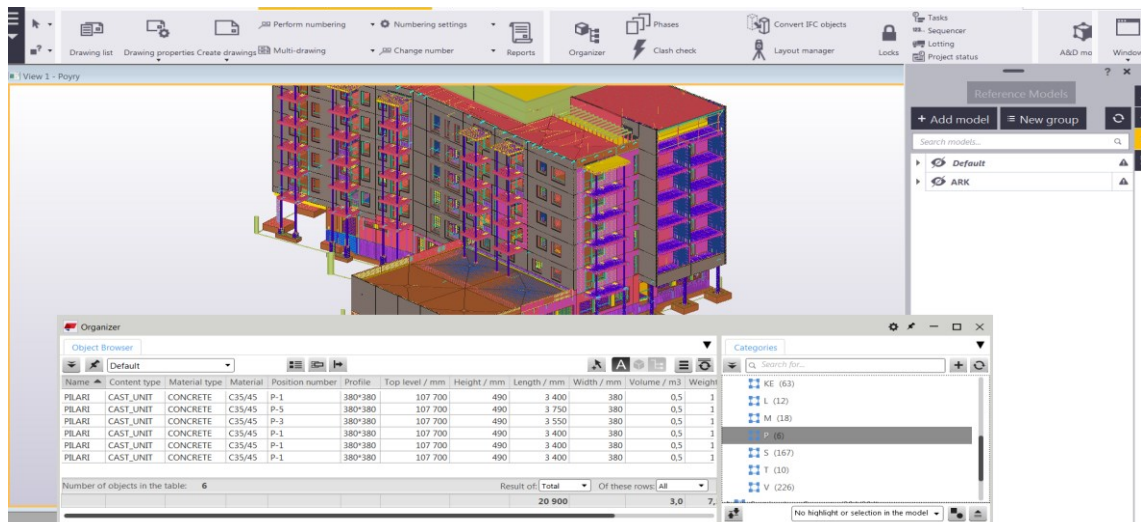 Perform numbering
Numbering settings
Phases
Convert IFC objects
Tasks
Sequencer
Lotting
Project status
Drawing list
Drawing properties
Create drawings
Multi-drawing
Change number
Reports
Organizer
Clash check
Layout manager
Locks
A&D mo
Window
View 1 - Poyry
Reference Models
+ Add model
New group
Search models...
Default
ARK
Organizer
Object Browser
Default
Name Content type Material type Material Position number Profile Top level / mm Height / mm Length / mm Width / mm Volume / m3 Weight
PILARI CAST_UNIT CONCRETE C35/45 P-1 380*380 107 700 490 3 400 380 0,5 1
PILARI CAST_UNIT CONCRETE C35/45 P-5 380*380 107 700 490 3 750 380 0,5 1
PILARI CAST_UNIT CONCRETE C35/45 P-3 380*380 107 700 490 3 550 380 0,5 1
PILARI CAST_UNIT CONCRETE C35/45 P-1 380*380 107 700 490 3 400 380 0,5 1
PILARI CAST_UNIT CONCRETE C35/45 P-1 380*380 107 700 490 3 400 380 0,5 1
PILARI CAST_UNIT CONCRETE C35/45 P-1 380*380 107 700 490 3 400 380 0,5 1
Number of objects in the table: 6
Result of: Total
Of these rows: All
20 900 3,0 7,
Categories
Search for...
KE (63)
L (12)
M (18)
P (6)
S (167)
T (10)
V (226)
No highlight or selection in the model